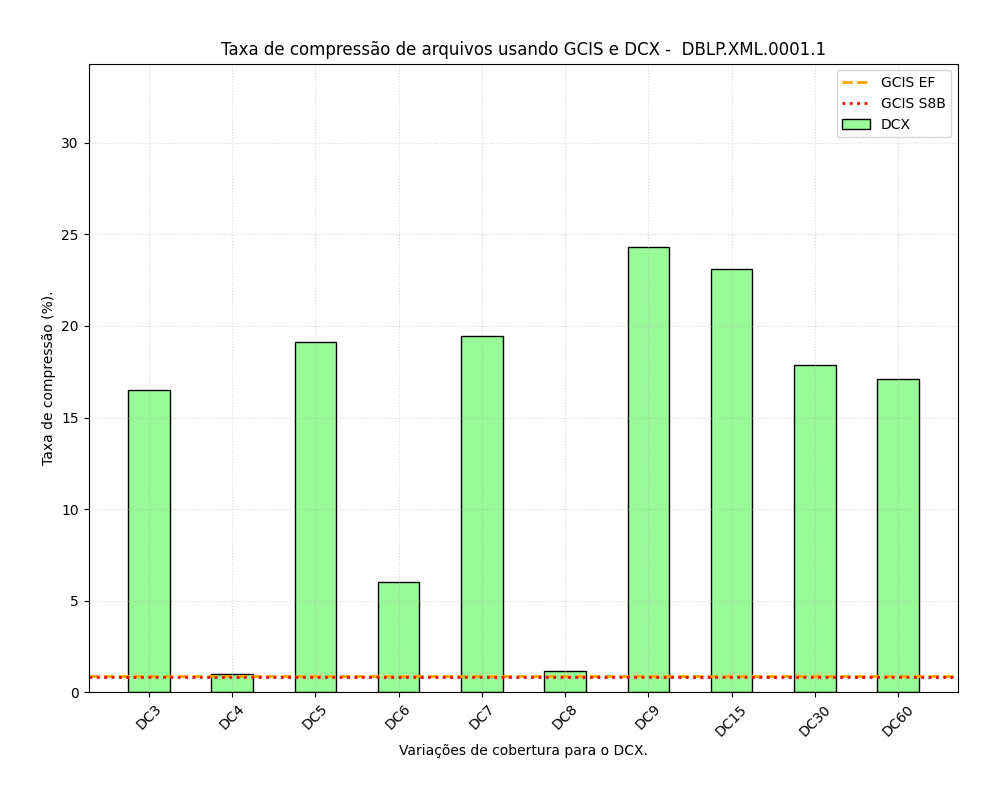 Taxa de compressão de arquivos usando GCIS e DCX -  DBLP.XML.0001.1
GCIS EF
GCIS S8B
DCX
Taxa de compressão (%).
30
25
20
15
10
5
0
DC3
DC4
DC5
DC6
DC7
DC8
DC9
DC15
DC30
DC60
Variações de cobertura para o DCX.